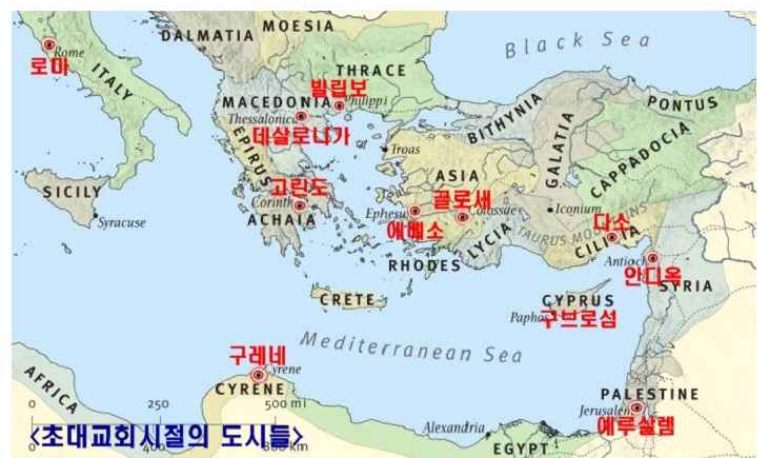 DALMATIA
MOESIA
Black Sea
Rome
로마
ITALY
THRACE
빌립보
MACEDONIA
Philippi
PONTUS
Thessalonica
데살로니가
BITHYNIA
GALATIA
EPIRUS
Troas
CAPPADOCIA
ASIA
SICILY
고린도
Corinth
골로새
Ephesu
Colossae
Iconium
다소
Syracuse
ACHAIA
에베소
TAURUS MOUNTAINS
LYCIA
CILICIA
RHODES
Antioch
안디옥
SYRIA
CRETE
CYPRUS
Paphos
구브로섬
Mediterranean Sea
구레네
Cyrene
AFRICA
CYRENE
PALESTINE
0 250 500 mi
Jerusalem
예루살렘
Alexandria
<초대교회시절의 도시들>
0 400 800 km
EGYPT